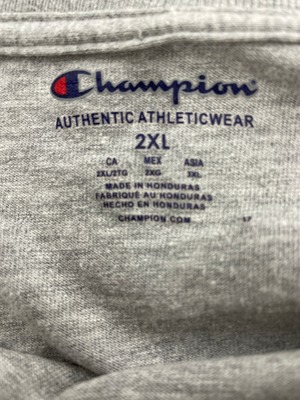 Champion
AUTHENTIC ATHLETICWEAR
2XL
CA MEX ASIA
2XL/2TG 2XG 3XL
MADE IN HONDURAS
FABRIQUÉ AU HONDURAS
HECHO EN HONDURAS
CHAMPION.COM 17